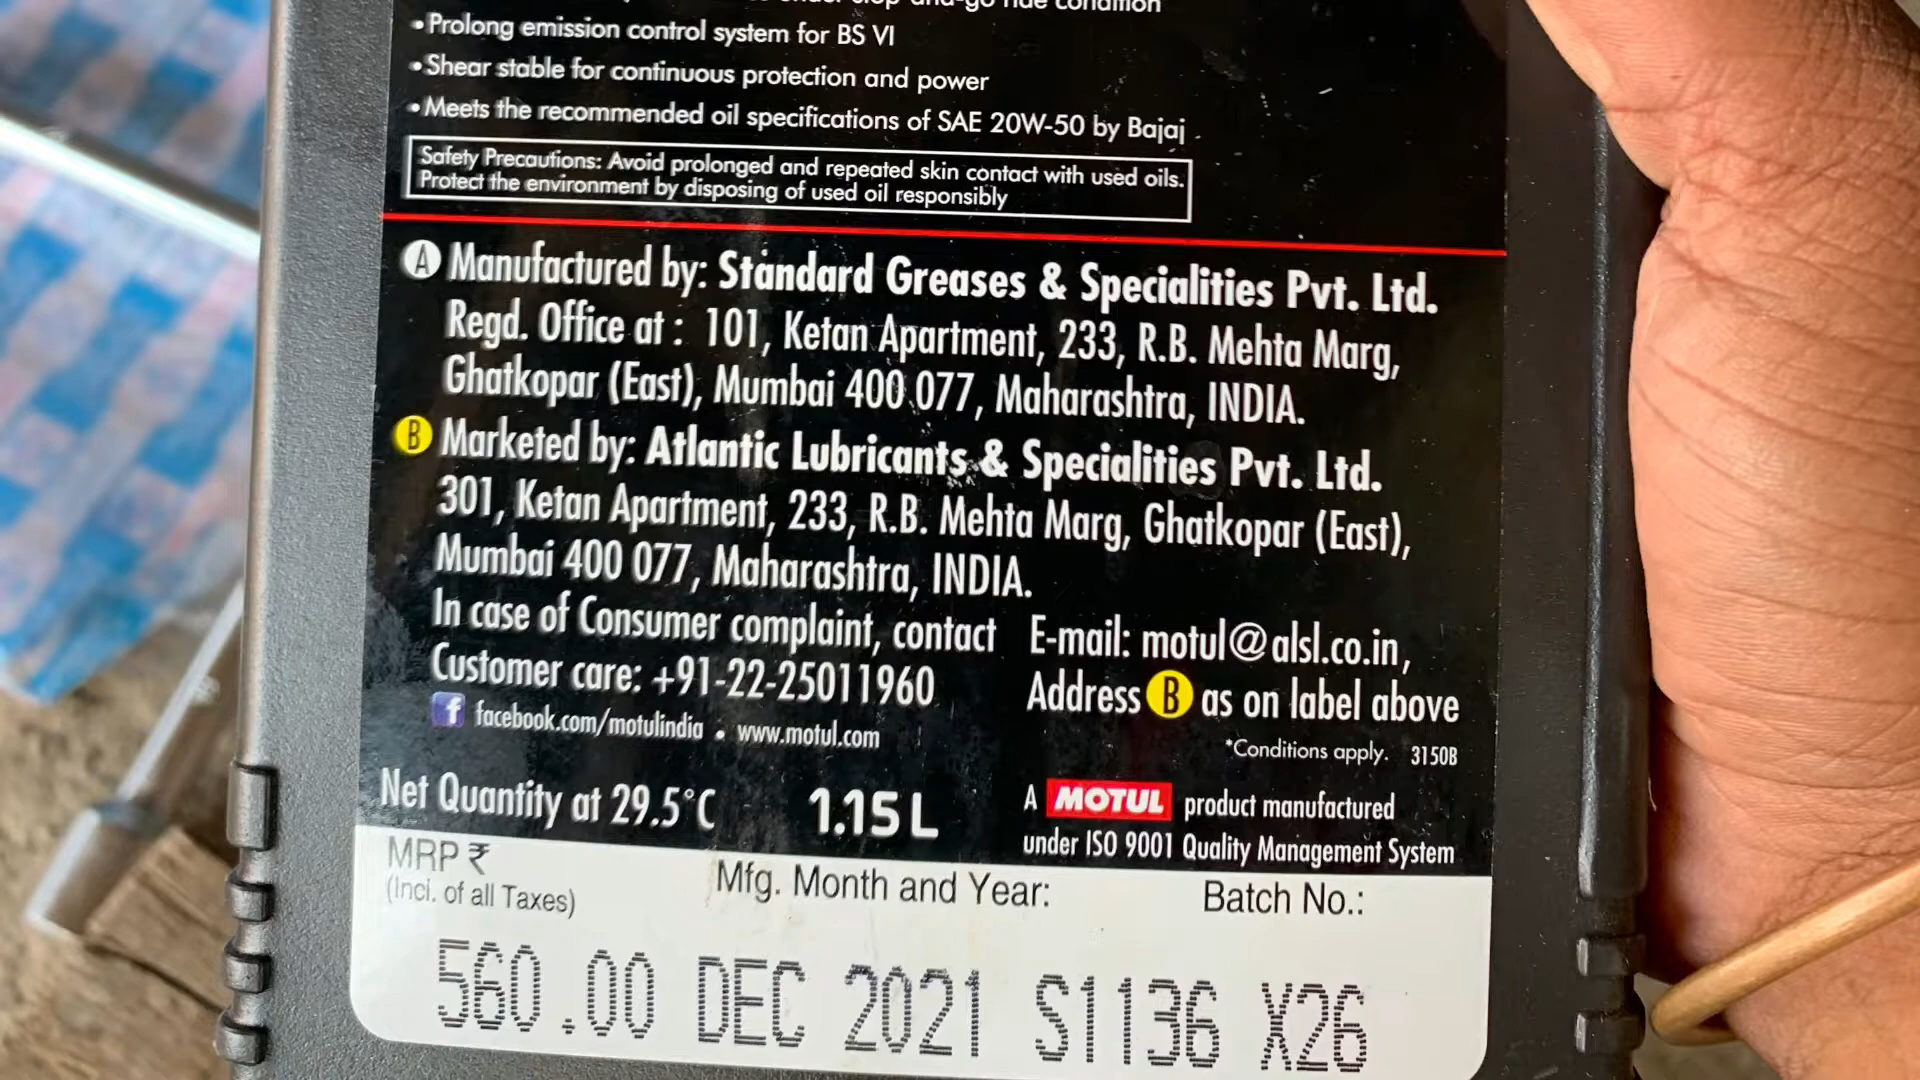 stop-and-go ride condition
• Prolong emission control system for BS VI
• Shear stable for continuous protection and power
• Meets the recommended oil specifications of SAE 20W-50 by Bajaj
Safety Precautions: Avoid prolonged and repeated skin contact with used oils.
Protect the environment by disposing of used oil responsibly
A Manufactured by: Standard Greases & Specialities Pvt. Ltd.
Regd. Office at : 101, Ketan Apartment, 233, R.B. Mehta Marg,
Ghatkopar (East), Mumbai 400 077, Maharashtra, INDIA.
B Marketed by: Atlantic Lubricants & Specialities Pvt. Ltd.
301, Ketan Apartment, 233, R.B. Mehta Marg, Ghatkopar (East),
Mumbai 400 077, Maharashtra, INDIA.
In case of Consumer complaint, contact E-mail: motul@alsl.co.in,
Customer care: +91-22-25011960 Address B as on label above
f facebook.com/motulindia • www.motul.com
*Conditions apply. 3150B
Net Quantity at 29.5°C 1.15 L
A MOTUL product manufactured
under ISO 9001 Quality Management System
MRP ₹ Mfg. Month and Year: Batch No.:
(Incl. of all Taxes)
560.00 DEC 2021 S1136 X26